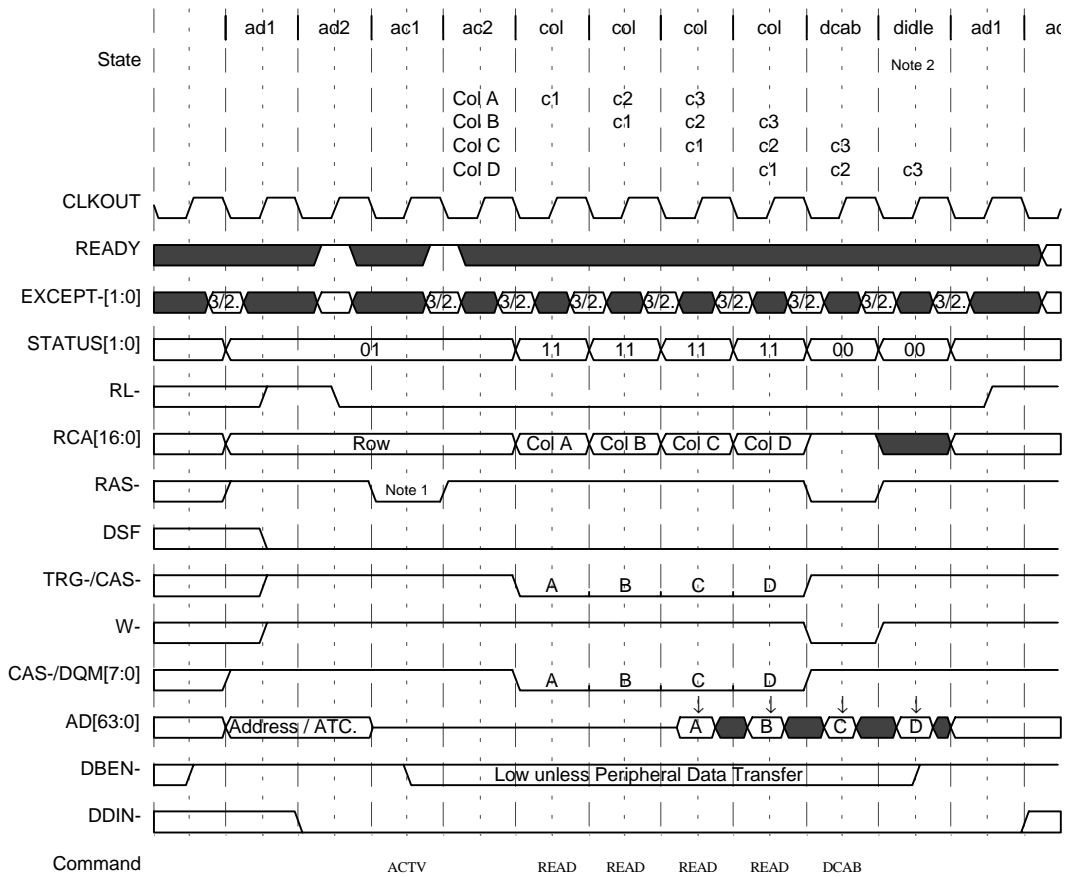 ad1 ad2 ac1 ac2 col col col col dcab didle ad1 ac
State Note 2
Col A c1 c2 c3
Col B c1 c2 c3
Col C c1 c2 c3
Col D c1 c2 c3
CLKOUT
READY
EXCEPT-[1:0] 3/2. 3/2. 3/2. 3/2. 3/2. 3/2. 3/2. 3/2. 3/2.
STATUS[1:0] 01 11 11 11 11 00 00
RL-
RCA[16:0] Row Col A Col B Col C Col D
RAS- Note 1
DSF
TRG-/CAS- A B C D
W-
CAS-/DQM[7:0] A B C D
AD[63:0] Address / ATC. A B C D
DBEN- Low unless Peripheral Data Transfer
DDIN-
Command ACTV READ READ READ READ DCAB